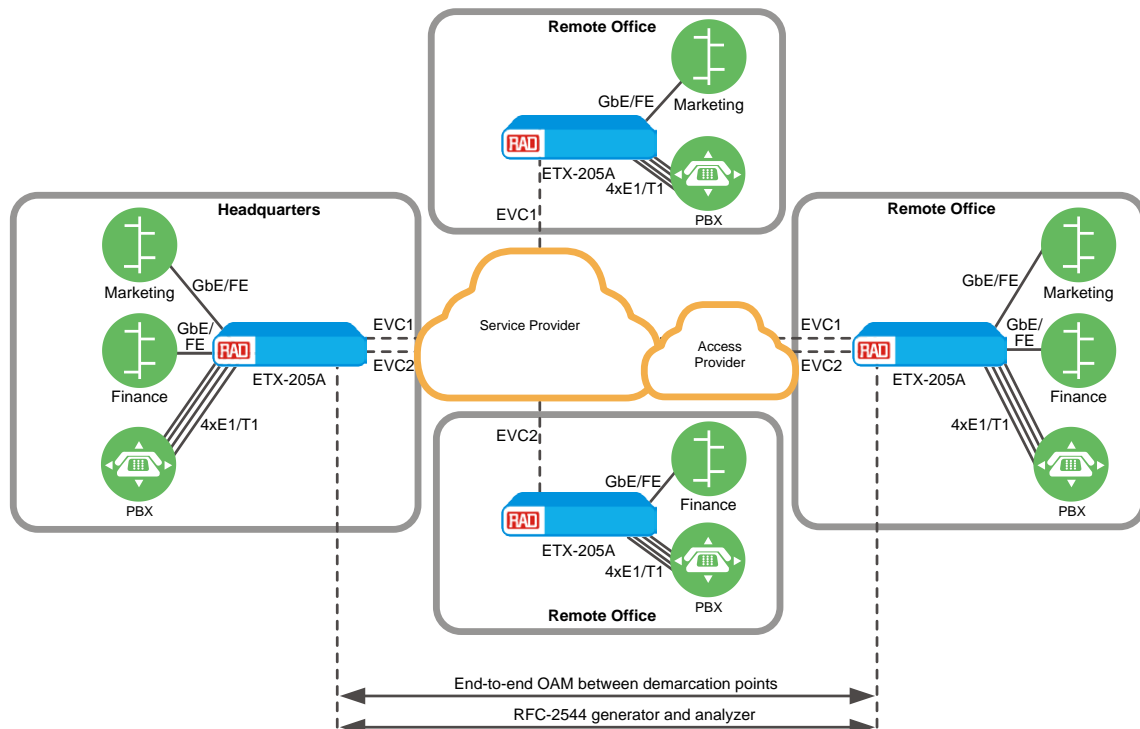 Remote Office
GbE/FE
Marketing
RAD
ETX-205A
4xE1/T1
PBX
EVC1
Headquarters
Marketing
GbE/FE
GbE/
FE
RAD
EVC1
EVC2
ETX-205A
Finance
4xE1/T1
PBX
Service Provider
Access
Provider
Remote Office
GbE/FE
Marketing
EVC1
GbE/
FE
RAD
EVC2
ETX-205A
Finance
4xE1/T1
PBX
EVC2
GbE/FE
Finance
RAD
ETX-205A
4xE1/T1
PBX
Remote Office
End-to-end OAM between demarcation points
RFC-2544 generator and analyzer